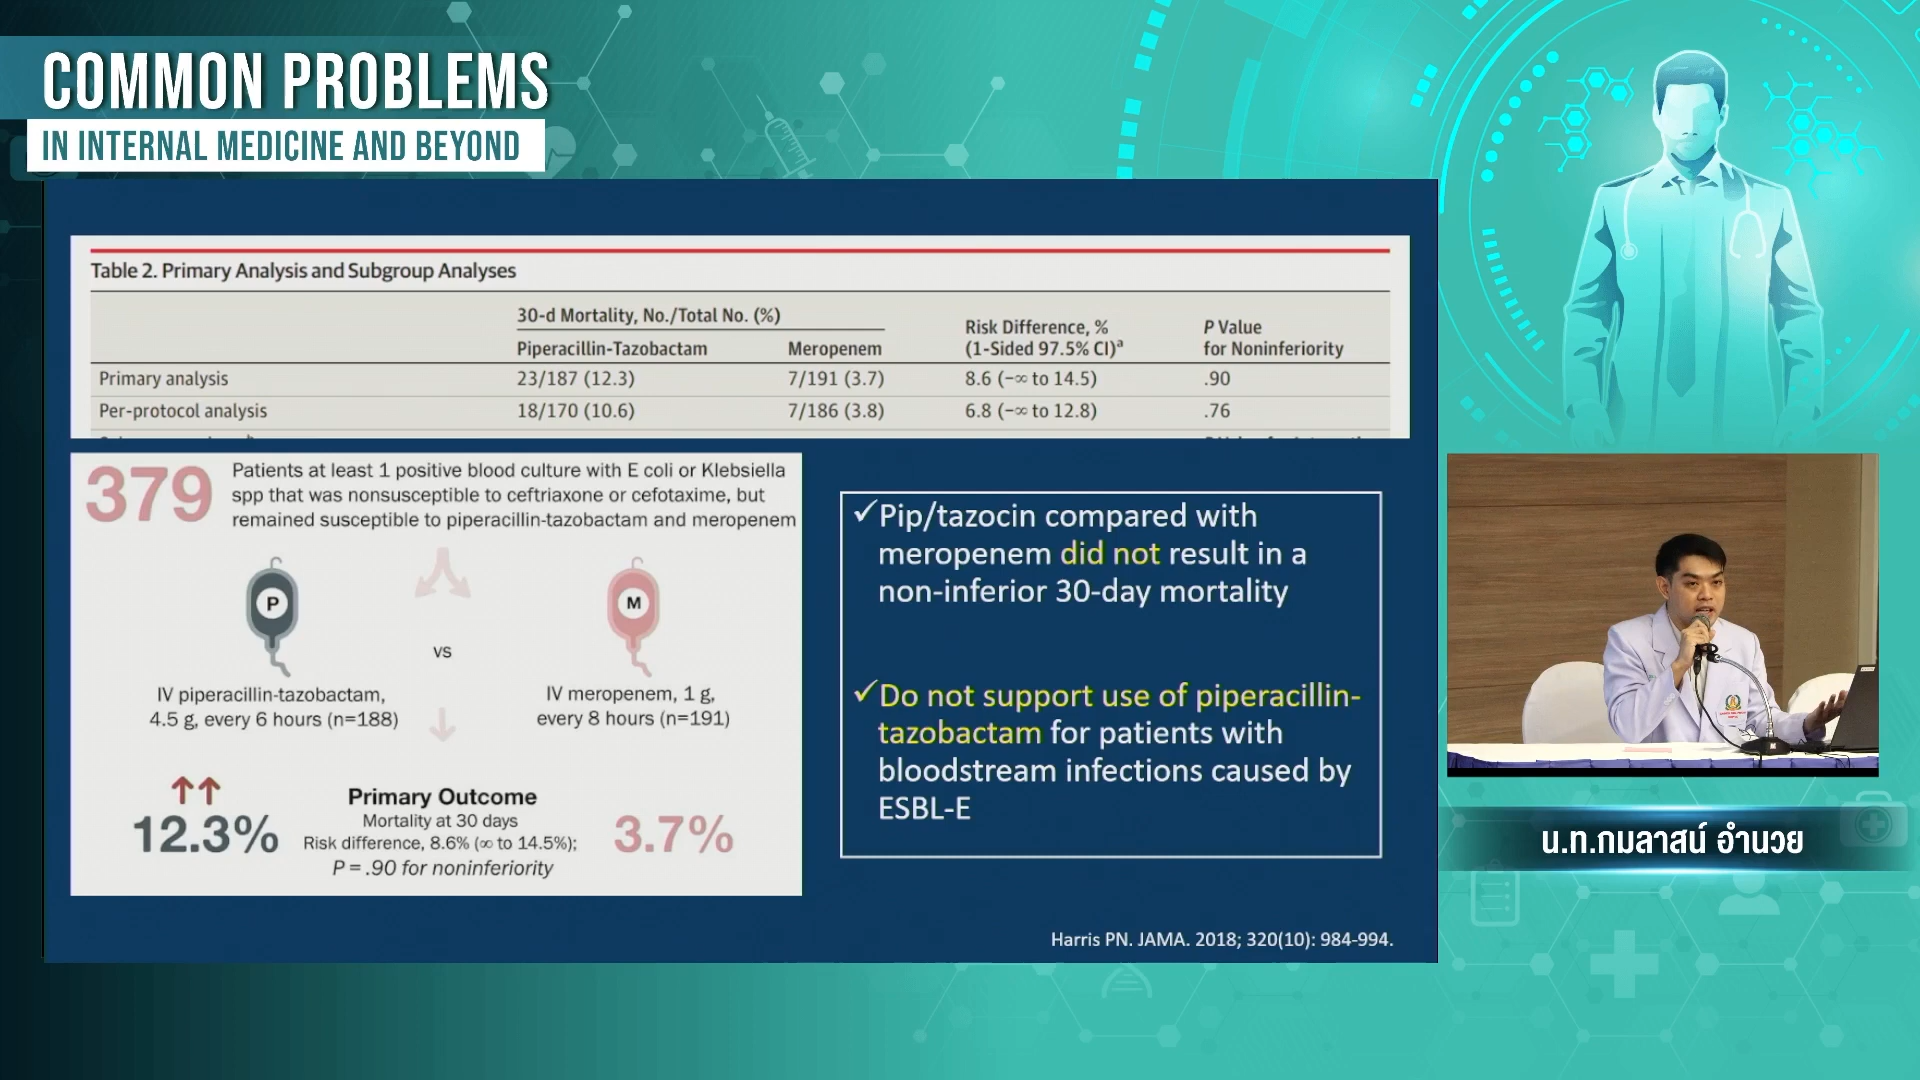 COMMON PROBLEMS
IN INTERNAL MEDICINE AND BEYOND
Table 2. Primary Analysis and Subgroup Analyses
30-d Mortality, No./Total No. (%)
Risk Difference, %
(1-Sided 97.5% CI)a
P Value
for Noninferiority
Piperacillin-Tazobactam
Meropenem
Primary analysis 23/187 (12.3) 7/191 (3.7) 8.6 (−∞ to 14.5) .90
Per-protocol analysis 18/170 (10.6) 7/186 (3.8) 6.8 (−∞ to 12.8) .76
379
Patients at least 1 positive blood culture with E coli or Klebsiella
spp that was nonsusceptible to ceftriaxone or cefotaxime, but
remained susceptible to piperacillin-tazobactam and meropenem
P
M
vs
IV piperacillin-tazobactam,
4.5 g, every 6 hours (n=188)
IV meropenem, 1 g,
every 8 hours (n=191)
↑↑
12.3%
Primary Outcome
Mortality at 30 days
Risk difference, 8.6% (∞ to 14.5%);
P = .90 for noninferiority
3.7%
✓Pip/tazocin compared with
meropenem did not result in a
non-inferior 30-day mortality
✓Do not support use of piperacillin-
tazobactam for patients with
bloodstream infections caused by
ESBL-E
Harris PN. JAMA. 2018; 320(10): 984-994.
น.ท.กมลาสน์ อำนวย